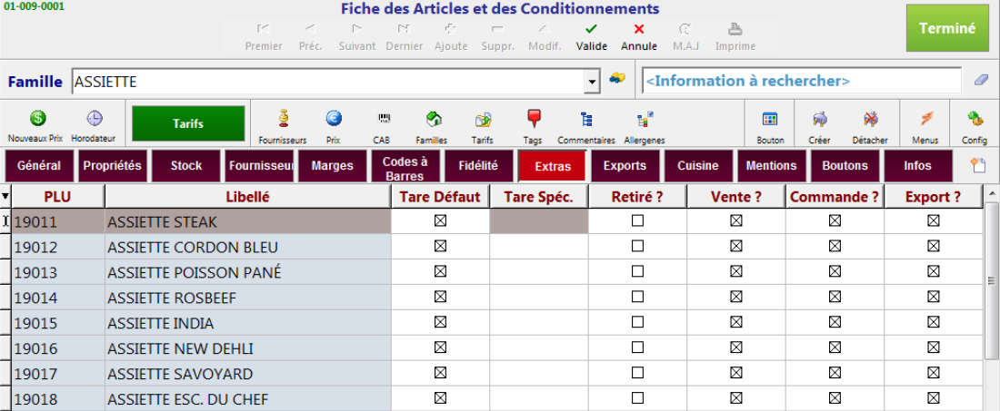 01-009-0001
Fiche des Articles et des Conditionnements
Premier Préc. Suivant Dernier Ajoute Suppr. Modif. Valide Annule M.A.J Imprime
Terminé
Famille ASSIETTE <Information à rechercher>
Nouveaux Prix Horodateur Tarifs Fournisseurs Prix CAB Familles Tarifs Tags Commentaires Allergenes Bouton Créer Détacher Menus Config
Général Propriétés Stock Fournisseu Marges Codes à Barres Fidélité Extras Exports Cuisine Mentions Boutons Infos
PLU Libellé Tare Défaut Tare Spéc. Retiré ? Vente ? Commande ? Export ?
19011 ASSIETTE STEAK
19012 ASSIETTE CORDON BLEU
19013 ASSIETTE POISSON PANÉ
19014 ASSIETTE ROSBEEF
19015 ASSIETTE INDIA
19016 ASSIETTE NEW DEHLI
19017 ASSIETTE SAVOYARD
19018 ASSIETTE ESC. DU CHEF